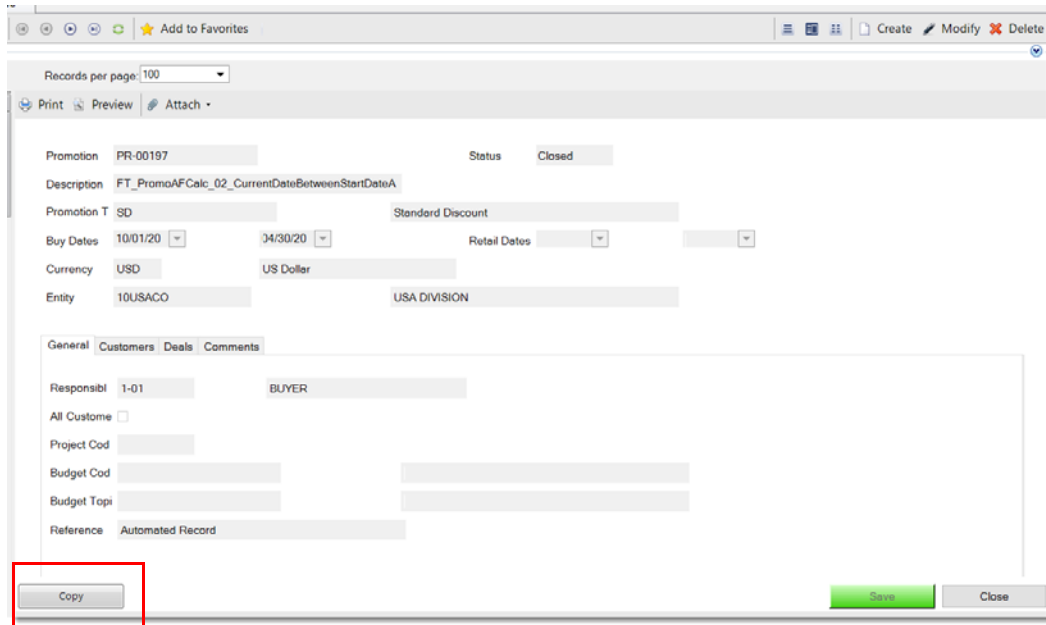 Add to Favorites Create Modify Delete
Records per page: 100
Print Preview Attach
Promotion PR-00197 Status Closed
Description FT_PromoAFCalc_02_CurrentDateBetweenStartDateA
Promotion T SD Standard Discount
Buy Dates 10/01/20 04/30/20 Retail Dates
Currency USD US Dollar
Entity 10USACO USA DIVISION
General Customers Deals Comments
Responsibl 1-01 BUYER
All Custome
Project Cod
Budget Cod
Budget Topi
Reference Automated Record
Copy Save Close